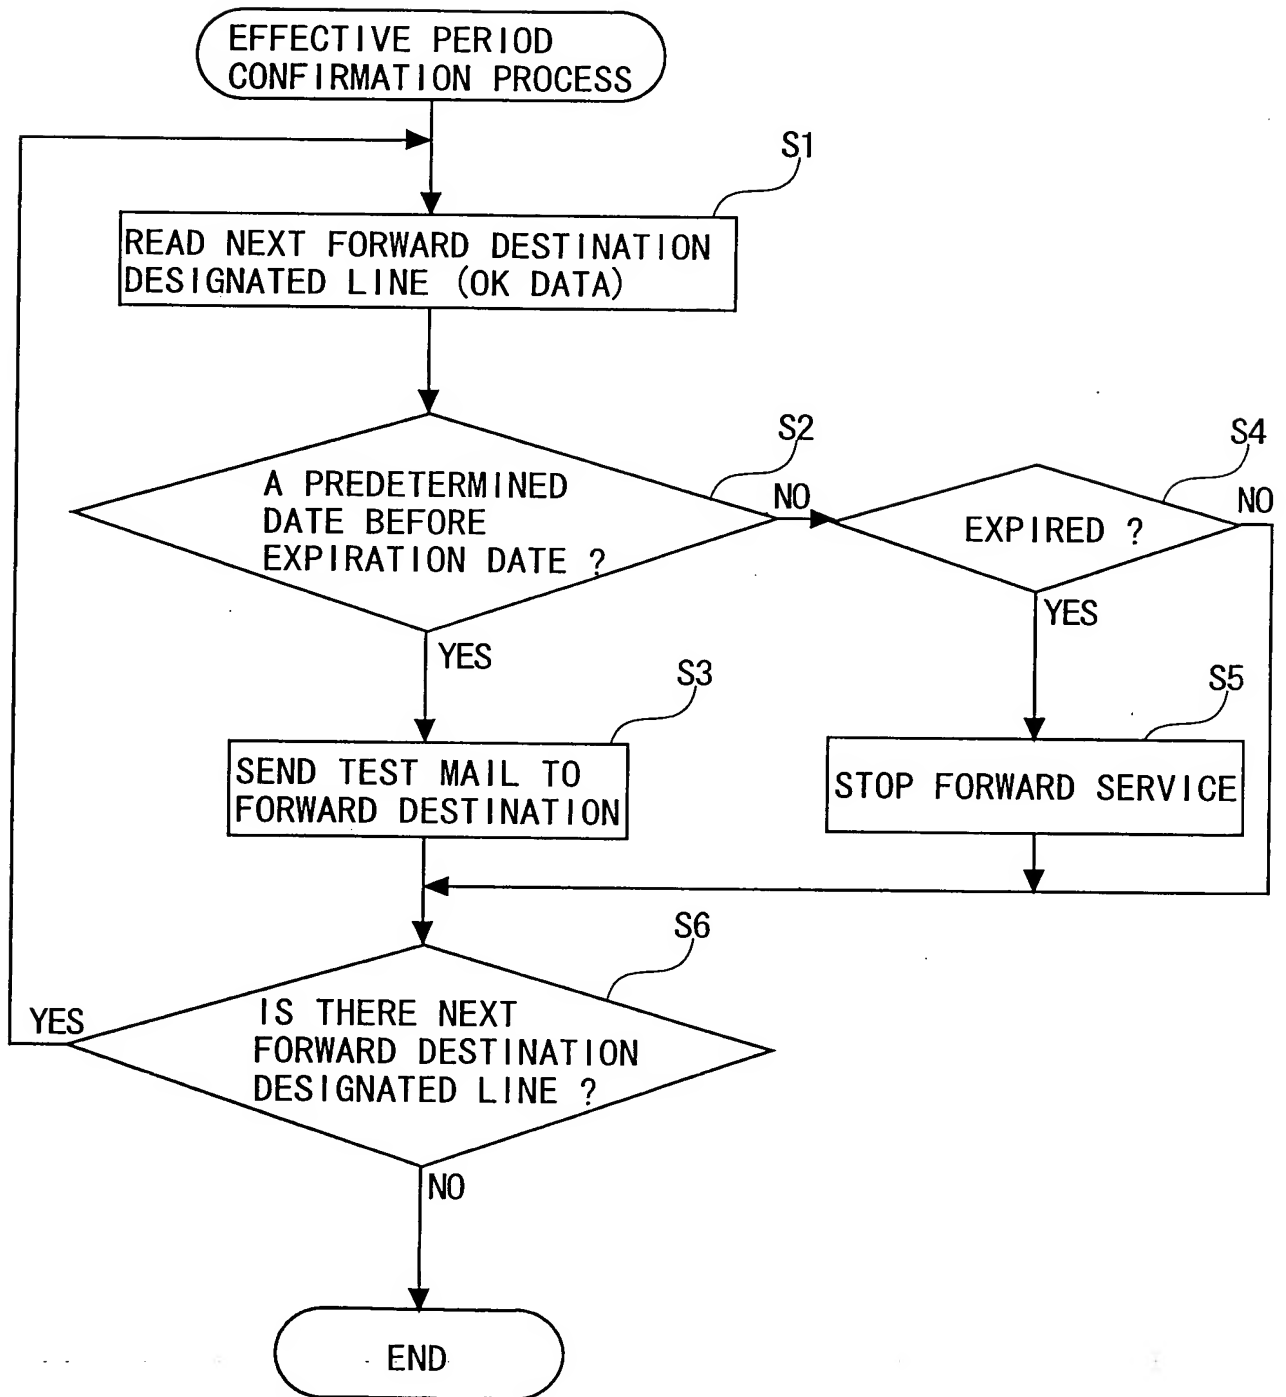 EFFECTIVE PERIOD
CONFIRMATION PROCESS
S1
READ NEXT FORWARD DESTINATION
DESIGNATED LINE (OK DATA)
S2
A PREDETERMINED
DATE BEFORE
EXPIRATION DATE ?
NO
S4
EXPIRED ?
NO
YES
YES
S3
SEND TEST MAIL TO
FORWARD DESTINATION
S5
STOP FORWARD SERVICE
S6
IS THERE NEXT
FORWARD DESTINATION
DESIGNATED LINE ?
YES
NO
END